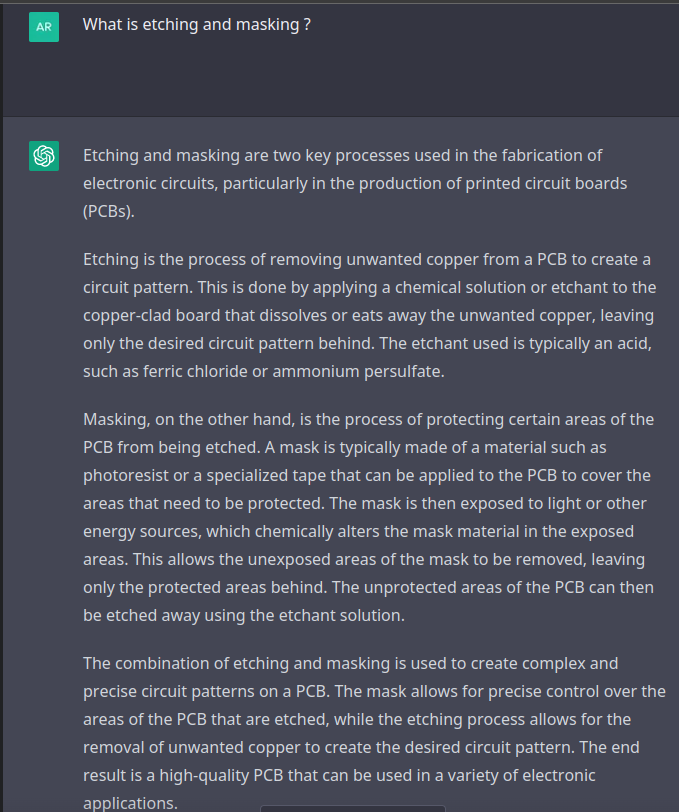 AR
What is etching and masking ?
Etching and masking are two key processes used in the fabrication of
electronic circuits, particularly in the production of printed circuit boards
(PCBs).
Etching is the process of removing unwanted copper from a PCB to create a
circuit pattern. This is done by applying a chemical solution or etchant to the
copper-clad board that dissolves or eats away the unwanted copper, leaving
only the desired circuit pattern behind. The etchant used is typically an acid,
such as ferric chloride or ammonium persulfate.
Masking, on the other hand, is the process of protecting certain areas of the
PCB from being etched. A mask is typically made of a material such as
photoresist or a specialized tape that can be applied to the PCB to cover the
areas that need to be protected. The mask is then exposed to light or other
energy sources, which chemically alters the mask material in the exposed
areas. This allows the unexposed areas of the mask to be removed, leaving
only the protected areas behind. The unprotected areas of the PCB can then
be etched away using the etchant solution.
The combination of etching and masking is used to create complex and
precise circuit patterns on a PCB. The mask allows for precise control over the
areas of the PCB that are etched, while the etching process allows for the
removal of unwanted copper to create the desired circuit pattern. The end
result is a high-quality PCB that can be used in a variety of electronic
applications.